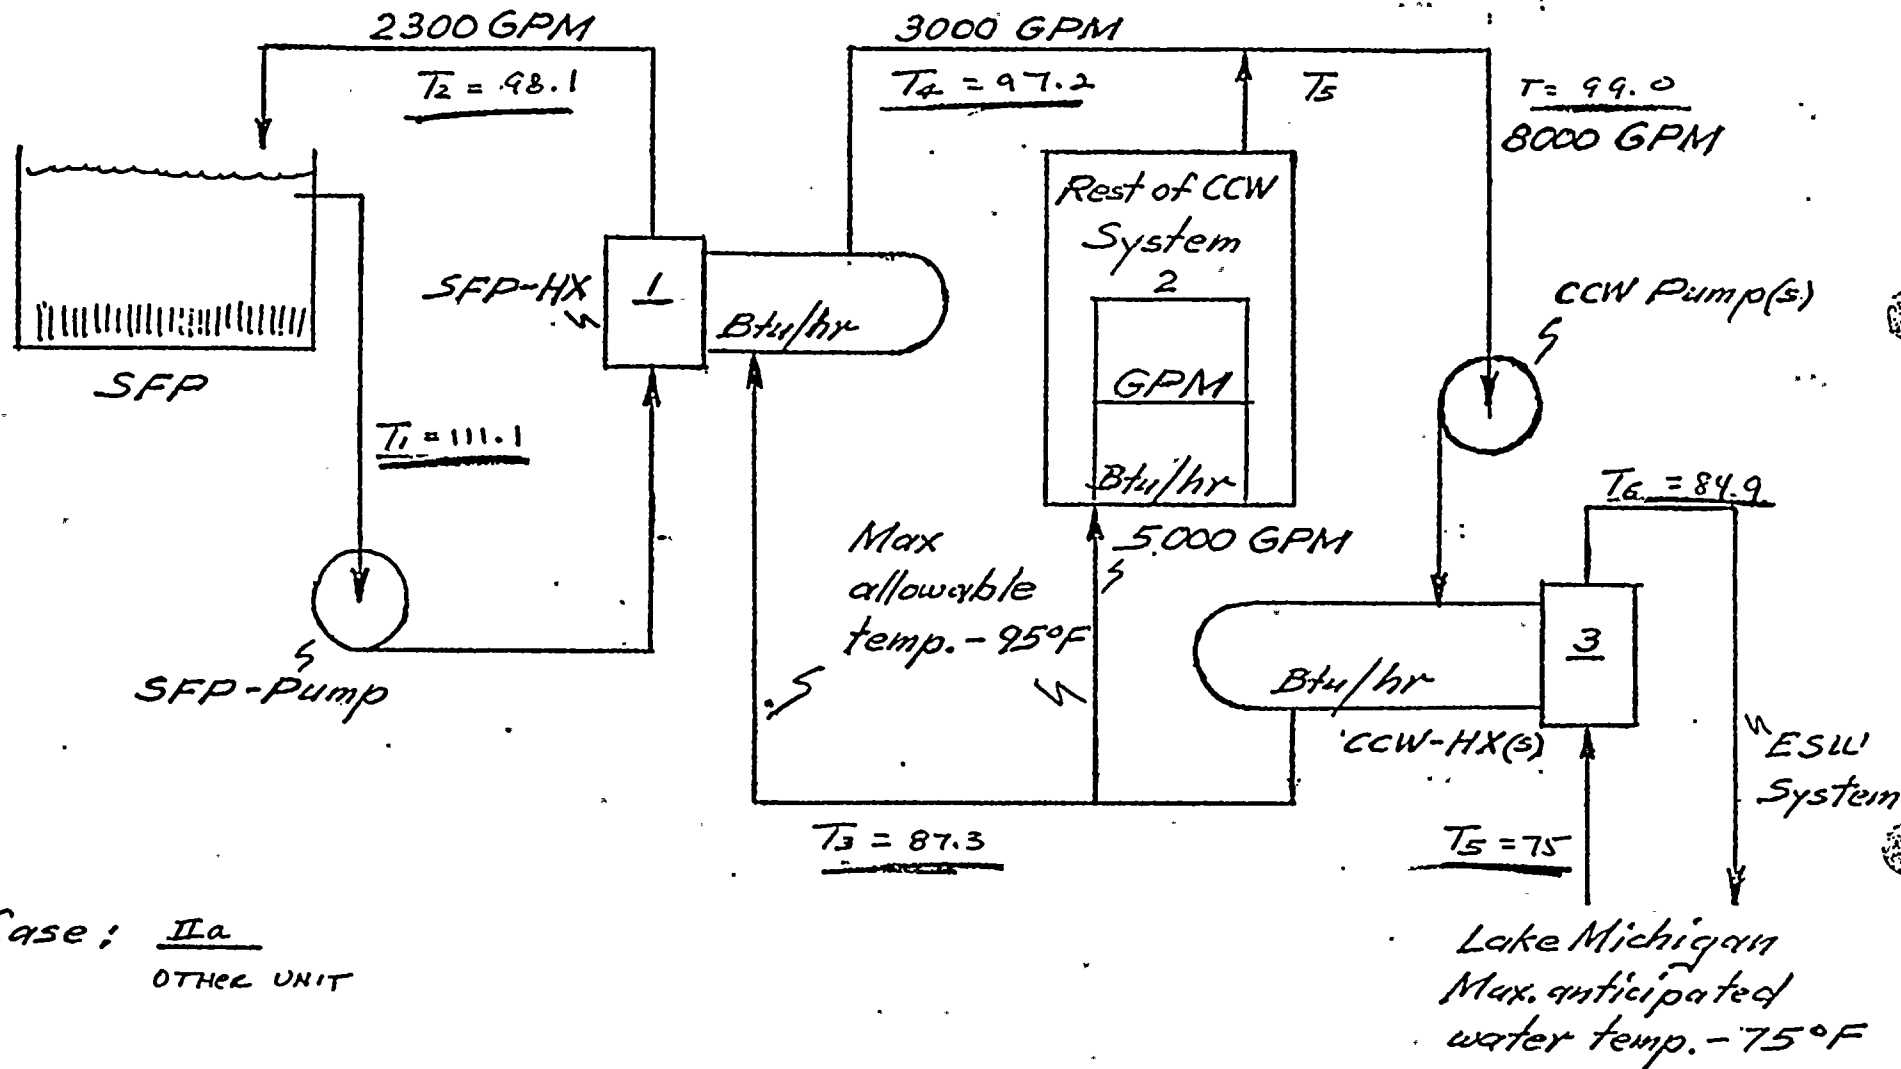 2300 GPM
T2 = 98.1
3000 GPM
T4 = 97.2
T5
T = 99.0
8000 GPM
Rest of CCW
System
2
GPM
Btu/hr
SFP-HX
1
Btu/hr
CCW Pump(s)
SFP
T1 = 111.1
T6 = 84.9
Max
allowable
temp. - 95°F
5000 GPM
SFP-Pump
3
Btu/hr
CCW-HX(s)
ESW
System
T3 = 87.3
T5 = 75
Case: IIa
OTHER UNIT
Lake Michigan
Max. anticipated
water temp. - 75°F